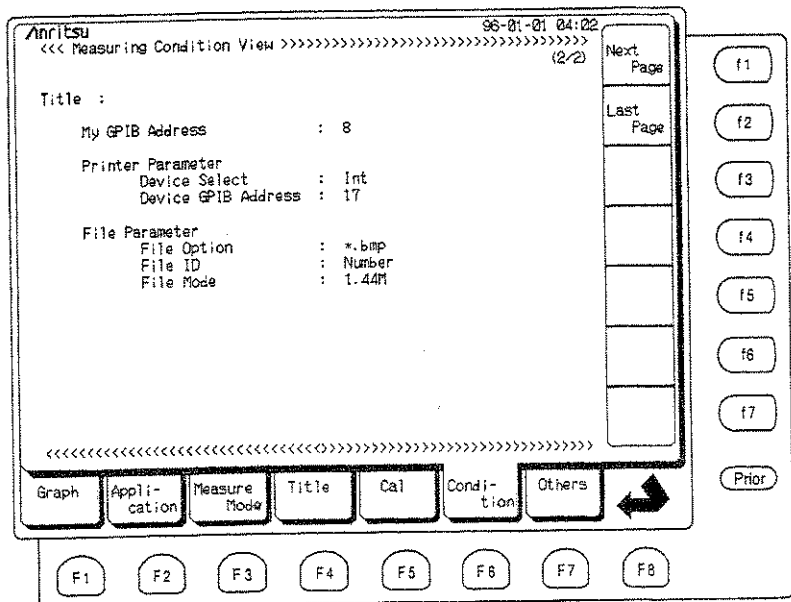 Anritsu 96-01-01 04:02
<<< Measuring Condition View >>>>>>>>>>>>>>>>>>>>>>>>>>>>>>>>>>>>>
(2/2)
Next
Page
Last
Page
Title :
My GPIB Address : 8
Printer Parameter
Device Select : Int
Device GPIB Address : 17
File Parameter
File Option : *.bmp
File ID : Number
File Mode : 1.44M
<<<<<<<<<<<<<<<<<<<<<<<<<<<<<<<<<>>>>>>>>>>>>>>>>>>>>>>>>>>>>>>>>>
Graph
Appli-
cation
Measure
Mode
Title
Cal
Condi-
tion
Others
f1
f2
f3
f4
f5
f6
f7
Prior
F1 F2 F3 F4 F5 F6 F7 F8